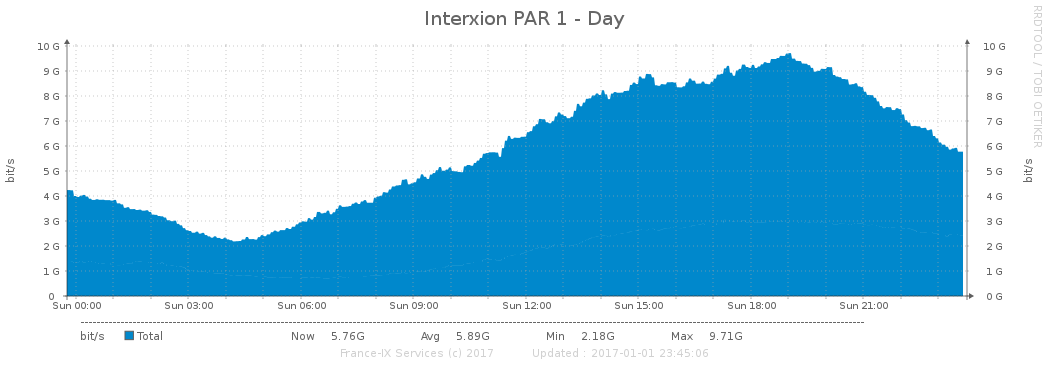 Interxion PAR 1 - Day
RRDTOOL / TOBI OETIKER
bit/s
10 G 10 G
9 G 9 G
8 G 8 G
7 G 7 G
6 G 6 G
5 G 5 G
4 G 4 G
3 G 3 G
2 G 2 G
1 G 1 G
0 0 G
bit/s
Sun 00:00 Sun 03:00 Sun 06:00 Sun 09:00 Sun 12:00 Sun 15:00 Sun 18:00 Sun 21:00
bit/s Total Now 5.76G Avg 5.89G Min 2.18G Max 9.71G
France-IX Services (c) 2017 Updated : 2017-01-01 23:45:06